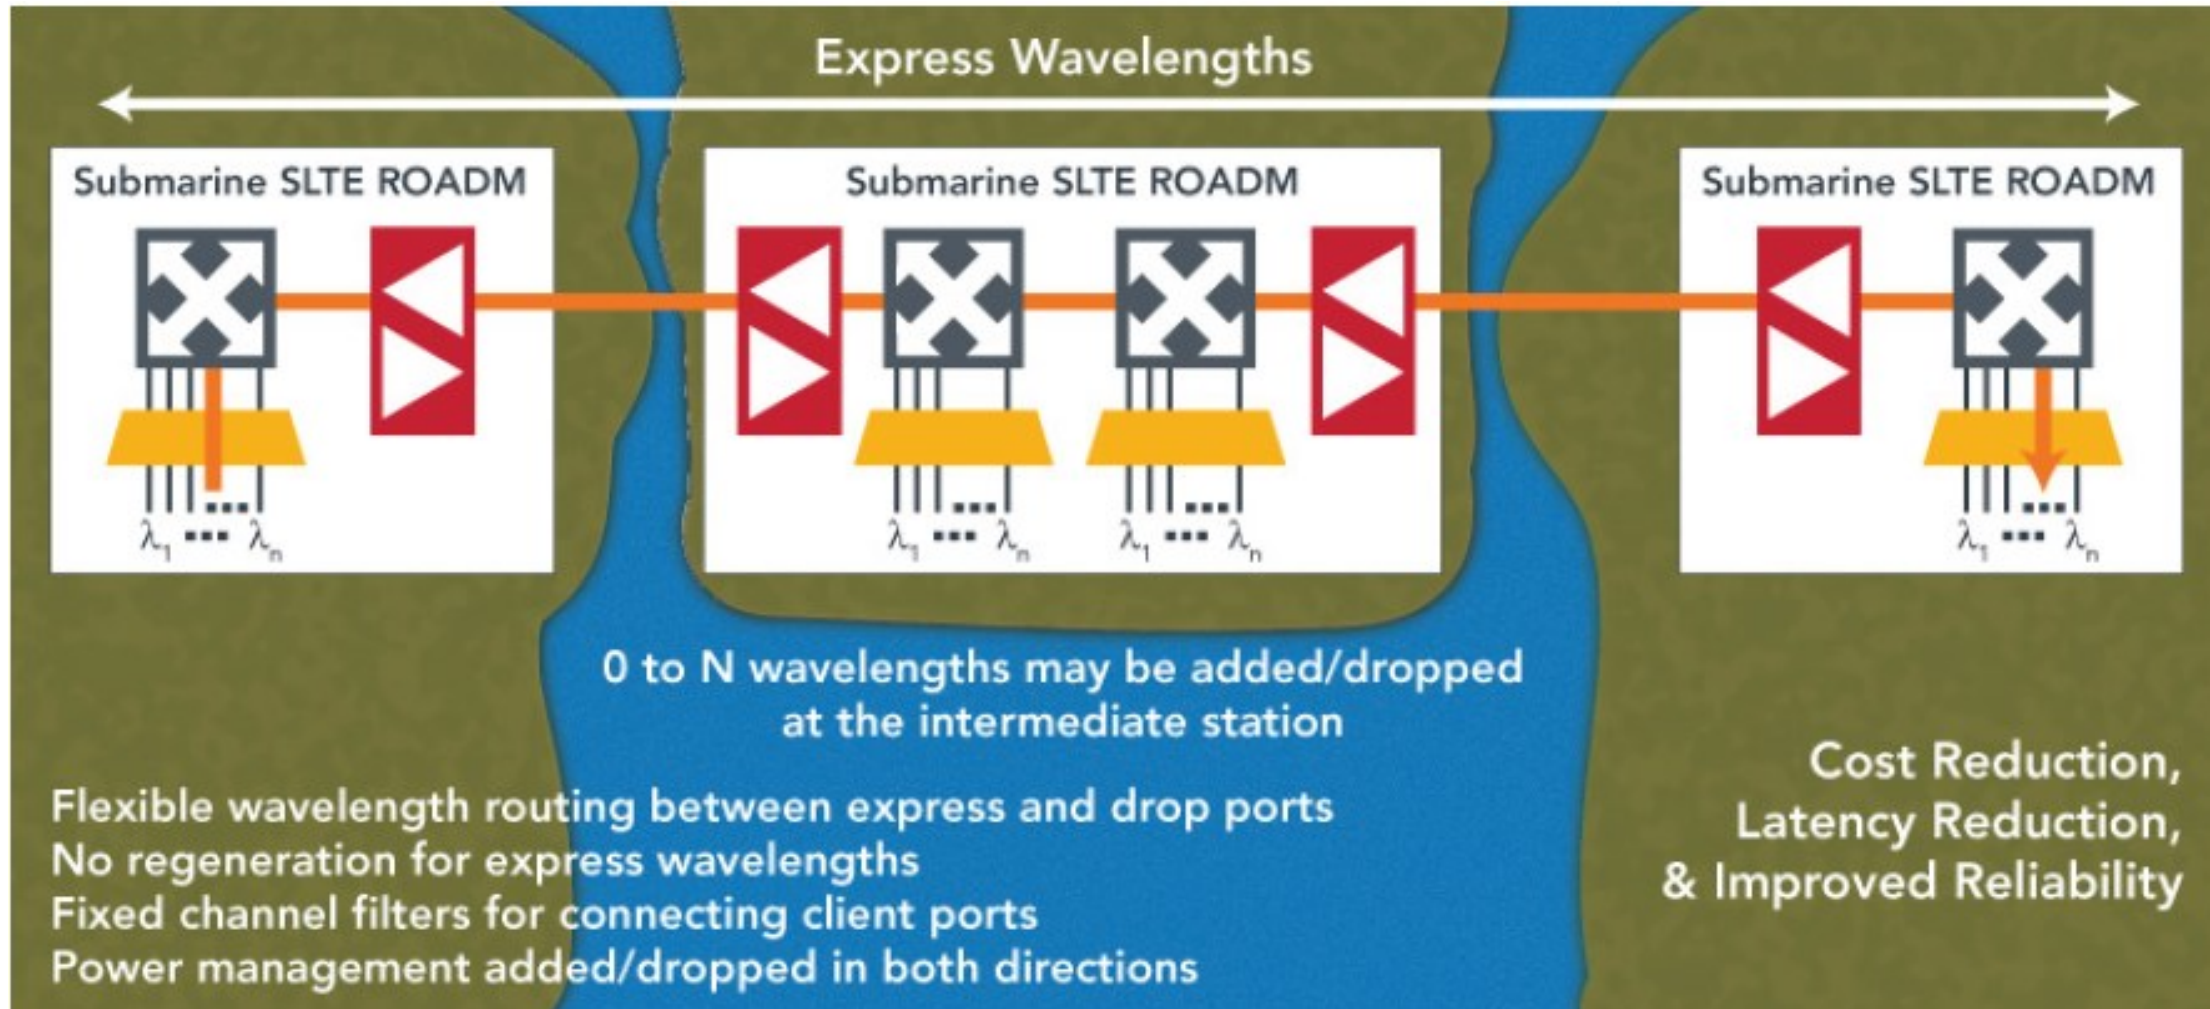 Express Wavelengths
Submarine SLTE ROADM
Submarine SLTE ROADM
Submarine SLTE ROADM
λ1 ... λn
λ1 ... λn
λ1 ... λn
λ1 ... λn
0 to N wavelengths may be added/dropped
at the intermediate station
Flexible wavelength routing between express and drop ports
No regeneration for express wavelengths
Fixed channel filters for connecting client ports
Power management added/dropped in both directions
Cost Reduction,
Latency Reduction,
& Improved Reliability